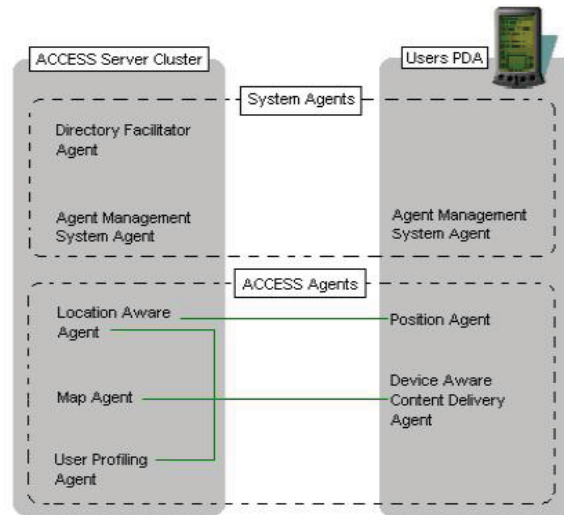 ACCESS Server Cluster
Users PDA
System Agents
Directory Facilitator
Agent
Agent Management
System Agent
Agent Management
System Agent
ACCESS Agents
Location Aware
Agent
Position Agent
Map Agent
Device Aware
Content Delivery
Agent
User Profiling
Agent